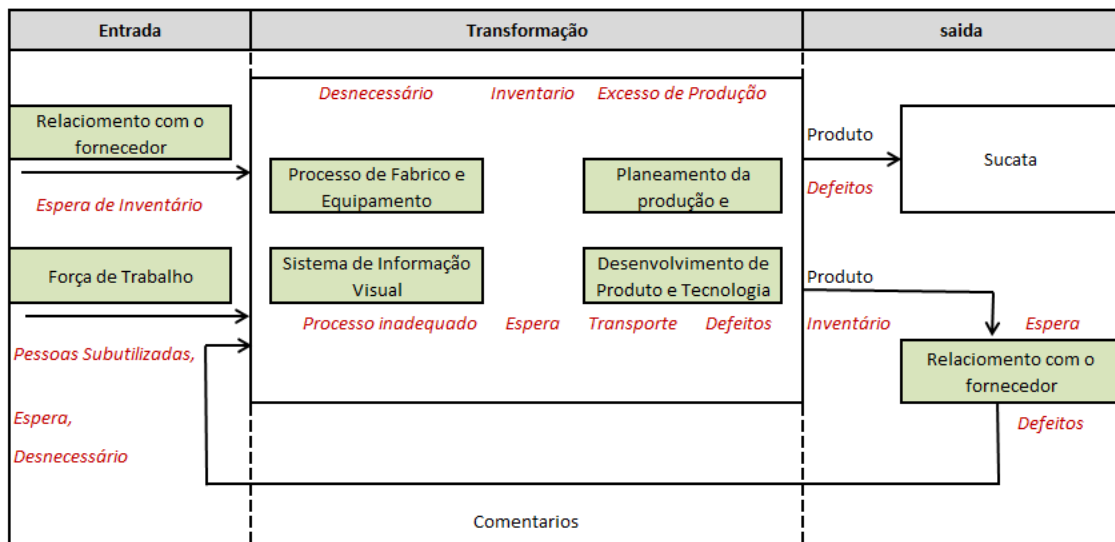 Entrada
Transformação
saida
Relaciomento com o
fornecedor
Espera de Inventário
Força de Trabalho
Pessoas Subutilizadas,
Espera,
Desnecessário
Desnecessário Inventario Excesso de Produção
Processo de Fabrico e
Equipamento
Planeamento da
produção e
Sistema de Informação
Visual
Desenvolvimento de
Produto e Tecnologia
Processo inadequado Espera Transporte Defeitos
Produto
Defeitos
Sucata
Produto
Inventário
Espera
Relaciomento com o
fornecedor
Defeitos
Comentarios